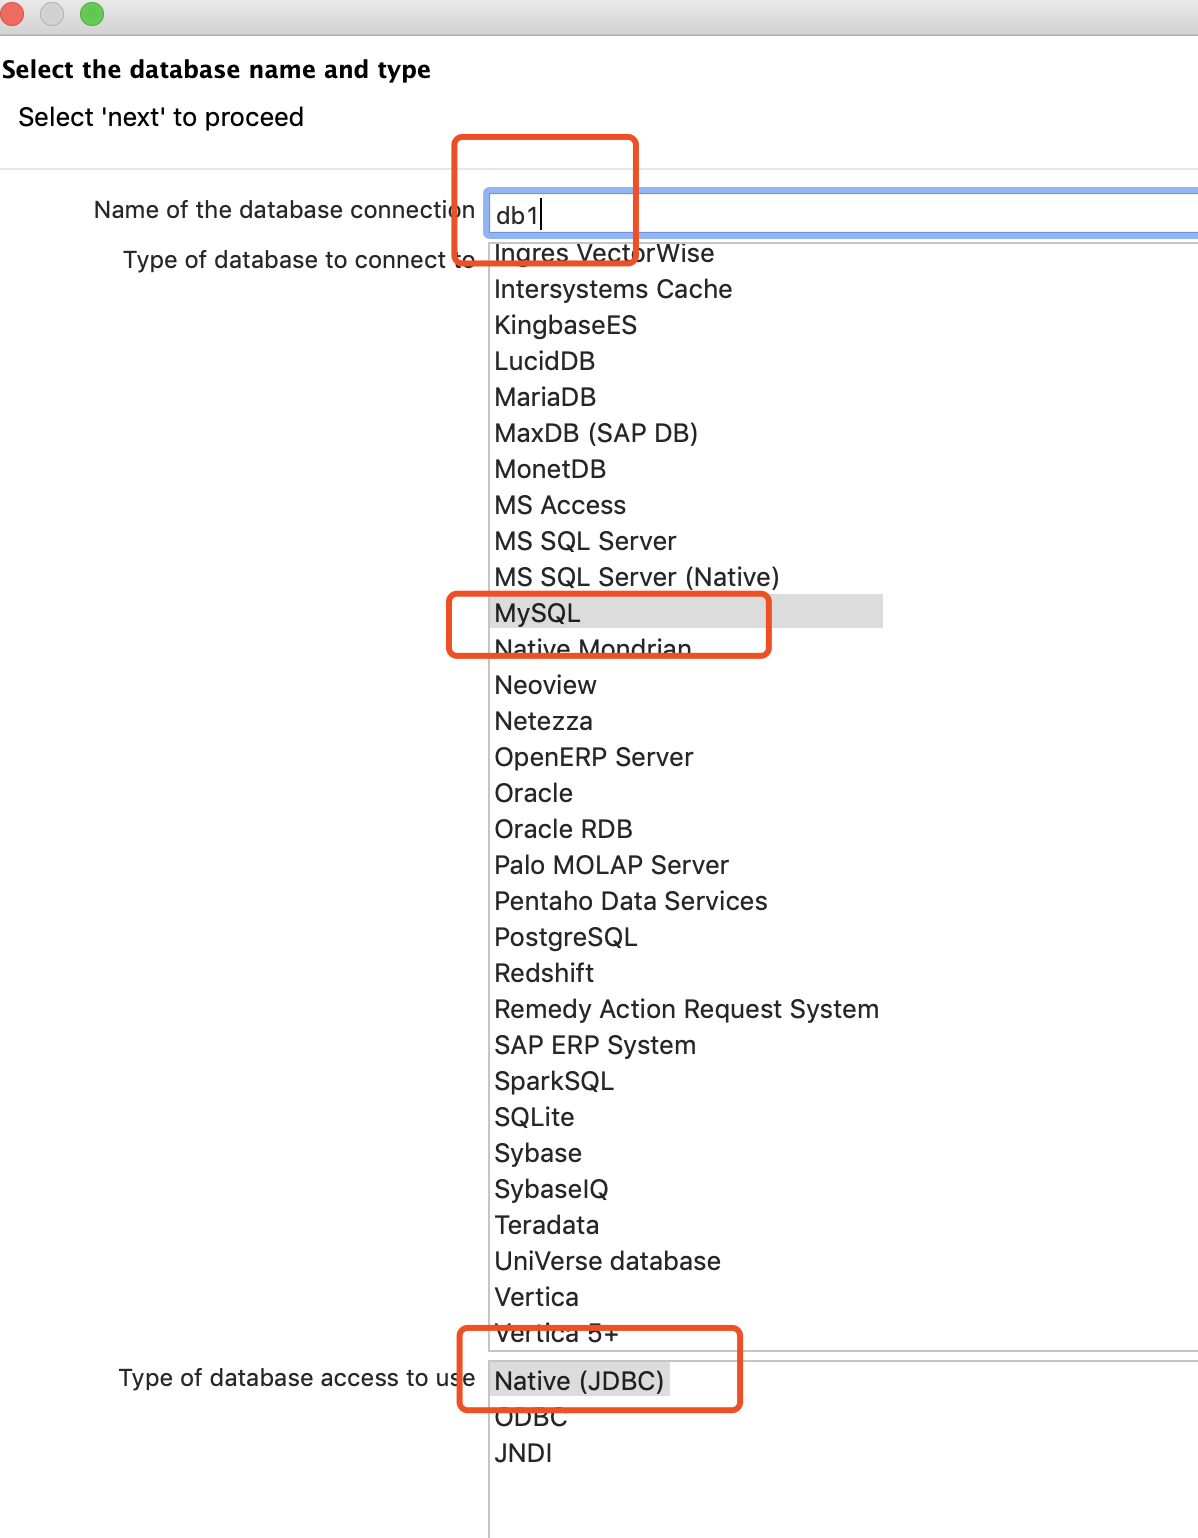 Select the database name and type
Select 'next' to proceed
Name of the database connection db1
Type of database to connect to Ingres VectorWise
Intersystems Cache
KingbaseES
LucidDB
MariaDB
MaxDB (SAP DB)
MonetDB
MS Access
MS SQL Server
MS SQL Server (Native)
MySQL
Native Mondrian
Neoview
Netezza
OpenERP Server
Oracle
Oracle RDB
Palo MOLAP Server
Pentaho Data Services
PostgreSQL
Redshift
Remedy Action Request System
SAP ERP System
SparkSQL
SQLite
Sybase
SybaseIQ
Teradata
UniVerse database
Vertica
Vertica 5+
Type of database access to use Native (JDBC)
ODBC
JNDI